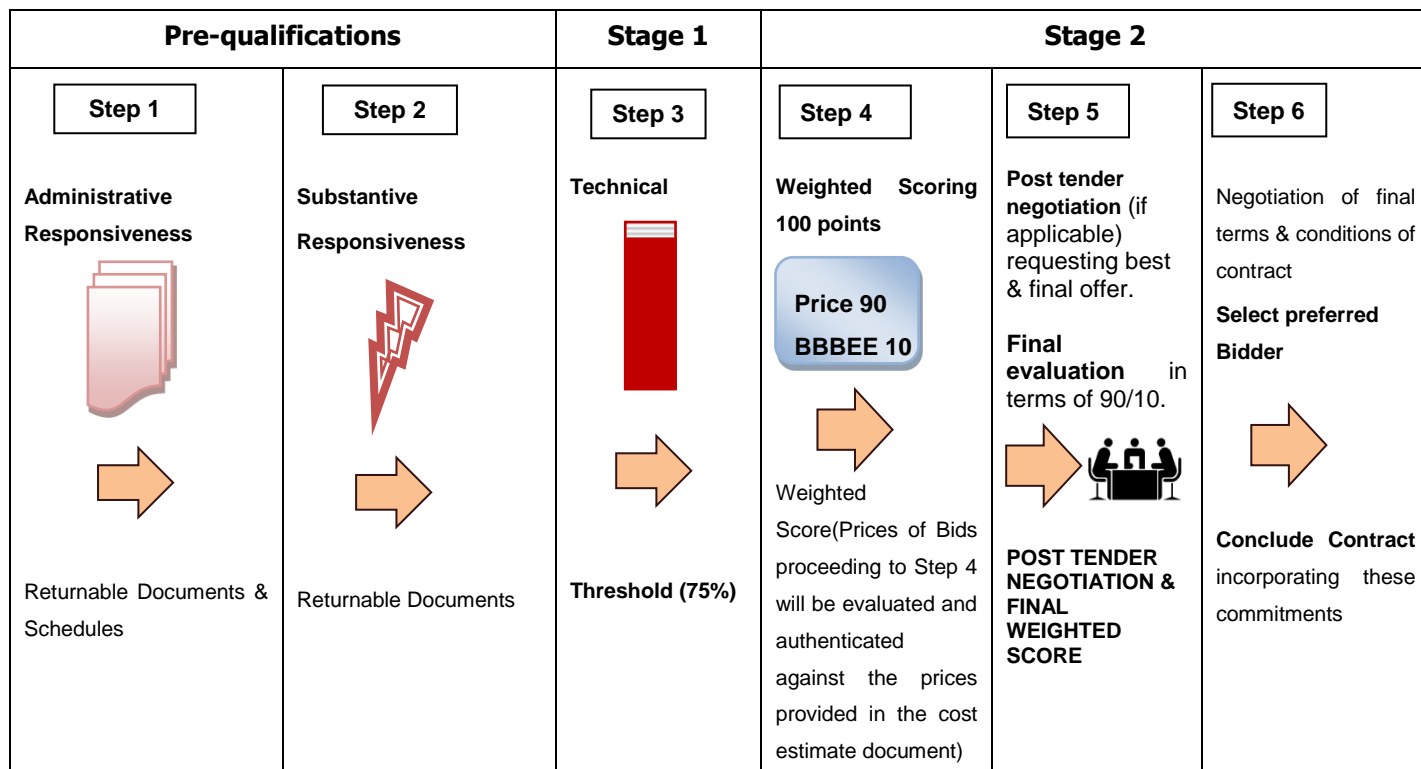 Pre-qualifications
Stage 1
Stage 2
Step 1
Administrative
Responsiveness
Returnable Documents &
Schedules
Step 2
Substantive
Responsiveness
Returnable Documents
Step 3
Technical
Threshold (75%)
Step 4
Weighted Scoring
100 points
Price 90
BBBEE 10
Weighted
Score(Prices of Bids
proceeding to Step 4
will be evaluated and
authenticated
against the prices
provided in the cost
estimate document)
Step 5
Post tender
negotiation (if
applicable)
requesting best
& final offer.
Final
evaluation in
terms of 90/10.
POST TENDER
NEGOTIATION &
FINAL
WEIGHTED
SCORE
Step 6
Negotiation of final
terms & conditions of
contract
Select preferred
Bidder
Conclude Contract
incorporating these
commitments